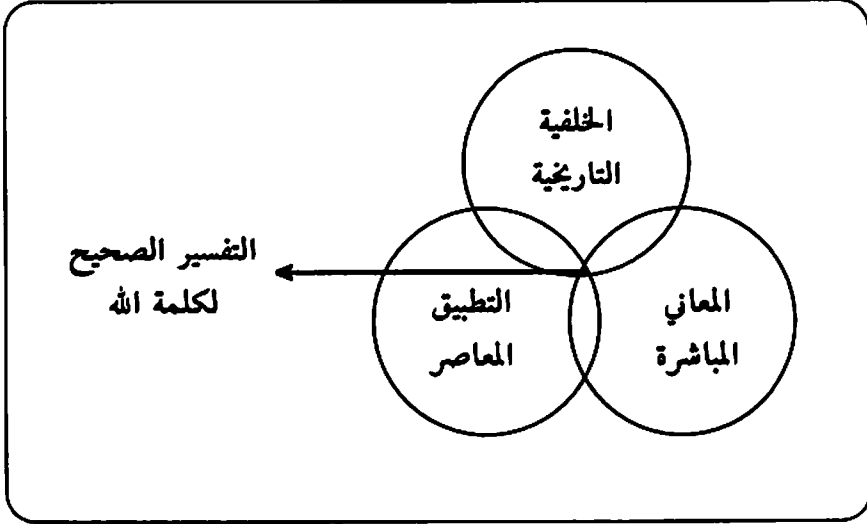 الخلفية
التاريخية
التفسير الصحيح
لكلمة الله
التطبيق
المعاصر
المعاني
المباشرة